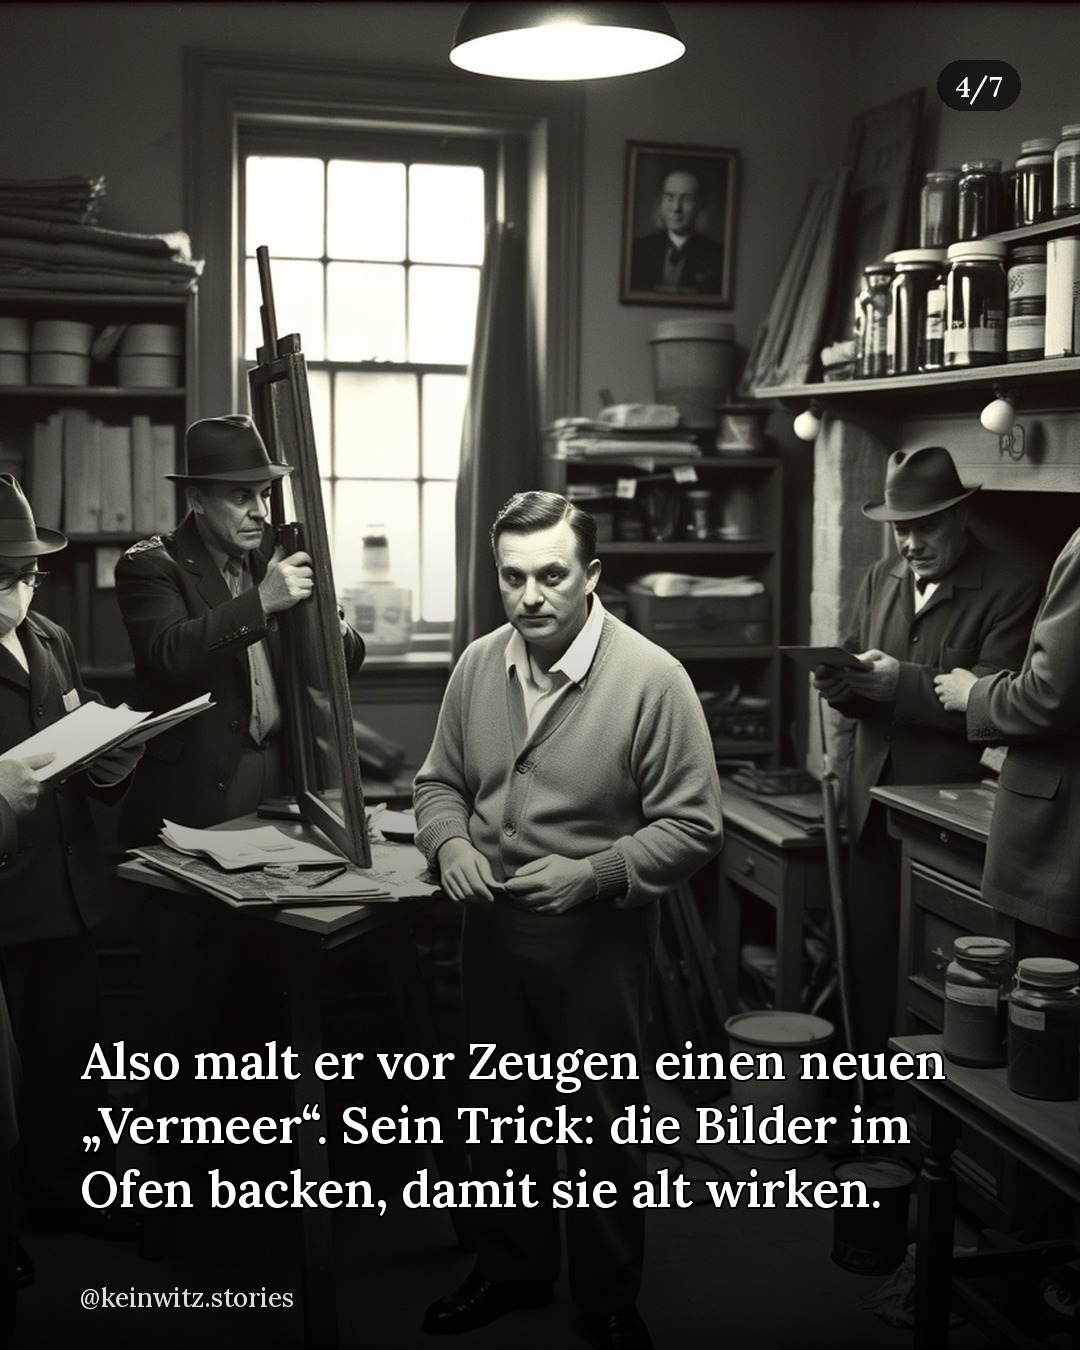 4/7
Also malt er vor Zeugen einen neuen
„Vermeer“. Sein Trick: die Bilder im
Ofen backen, damit sie alt wirken.
@keinwitz.stories